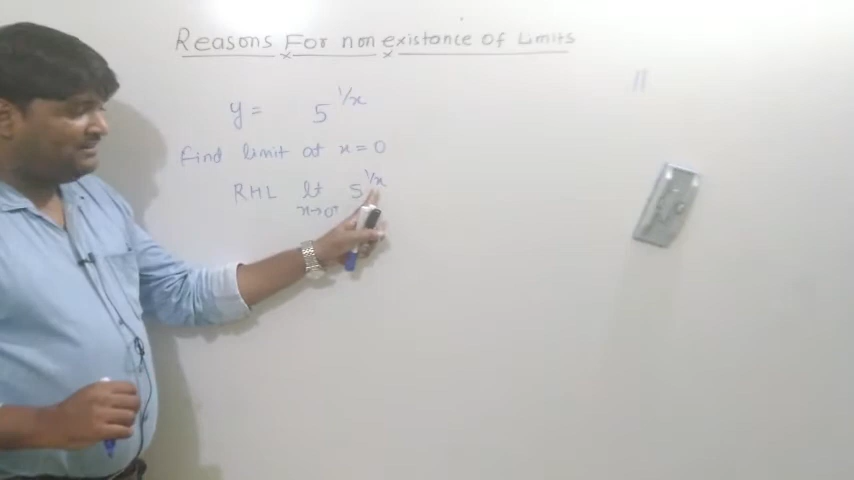 Reasons For non existance of Limits
y = 5^1/x
Find limit at x = 0
RHL lt x→0+ 5^1/x